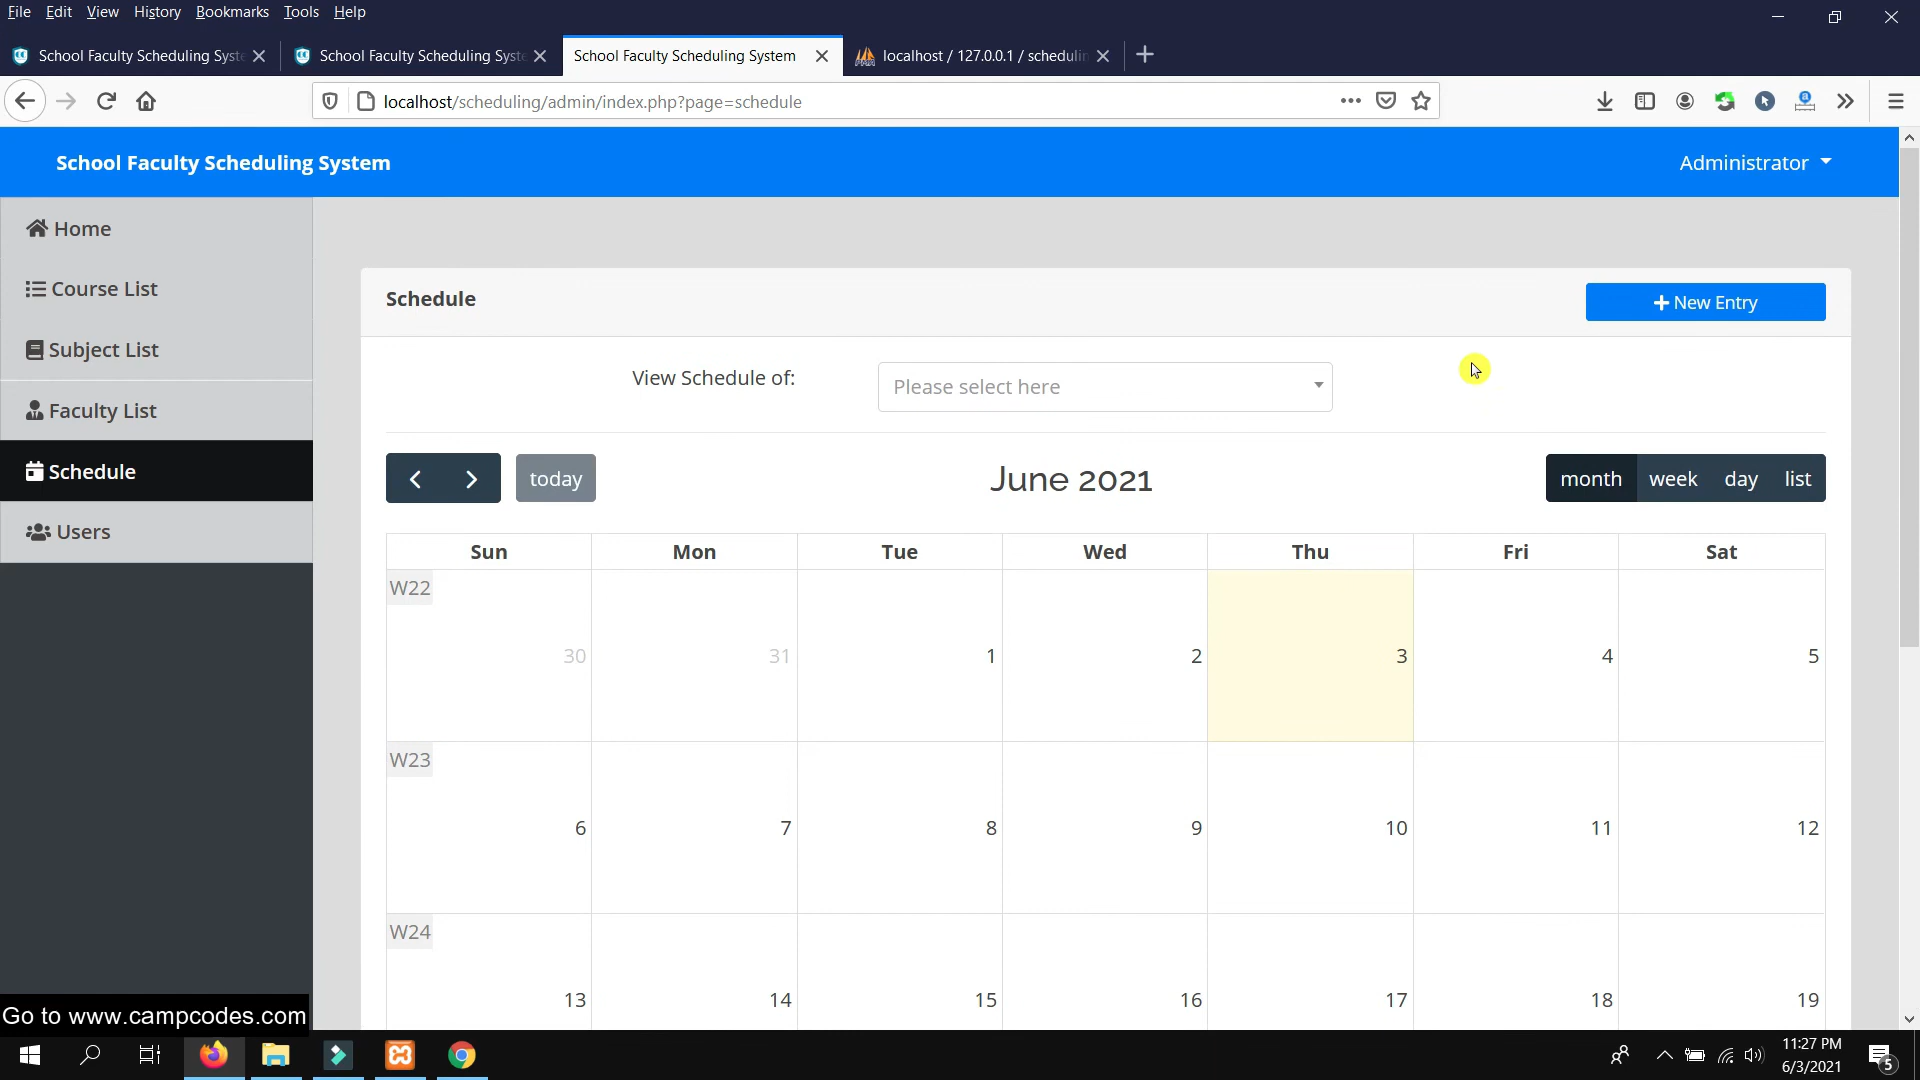 File Edit View History Bookmarks Tools Help
School Faculty Scheduling Syste
School Faculty Scheduling Syste
School Faculty Scheduling System
localhost / 127.0.0.1 / schedulin
localhost/scheduling/admin/index.php?page=schedule
School Faculty Scheduling System
Administrator
Home
Course List
Subject List
Faculty List
Schedule
Users
Schedule
New Entry
View Schedule of:
Please select here
today
June 2021
month week day list
Sun Mon Tue Wed Thu Fri Sat
W22
30 31 1 2 3 4 5
W23
6 7 8 9 10 11 12
W24
13 14 15 16 17 18 19
Go to www.campcodes.com
11:27 PM
6/3/2021
5